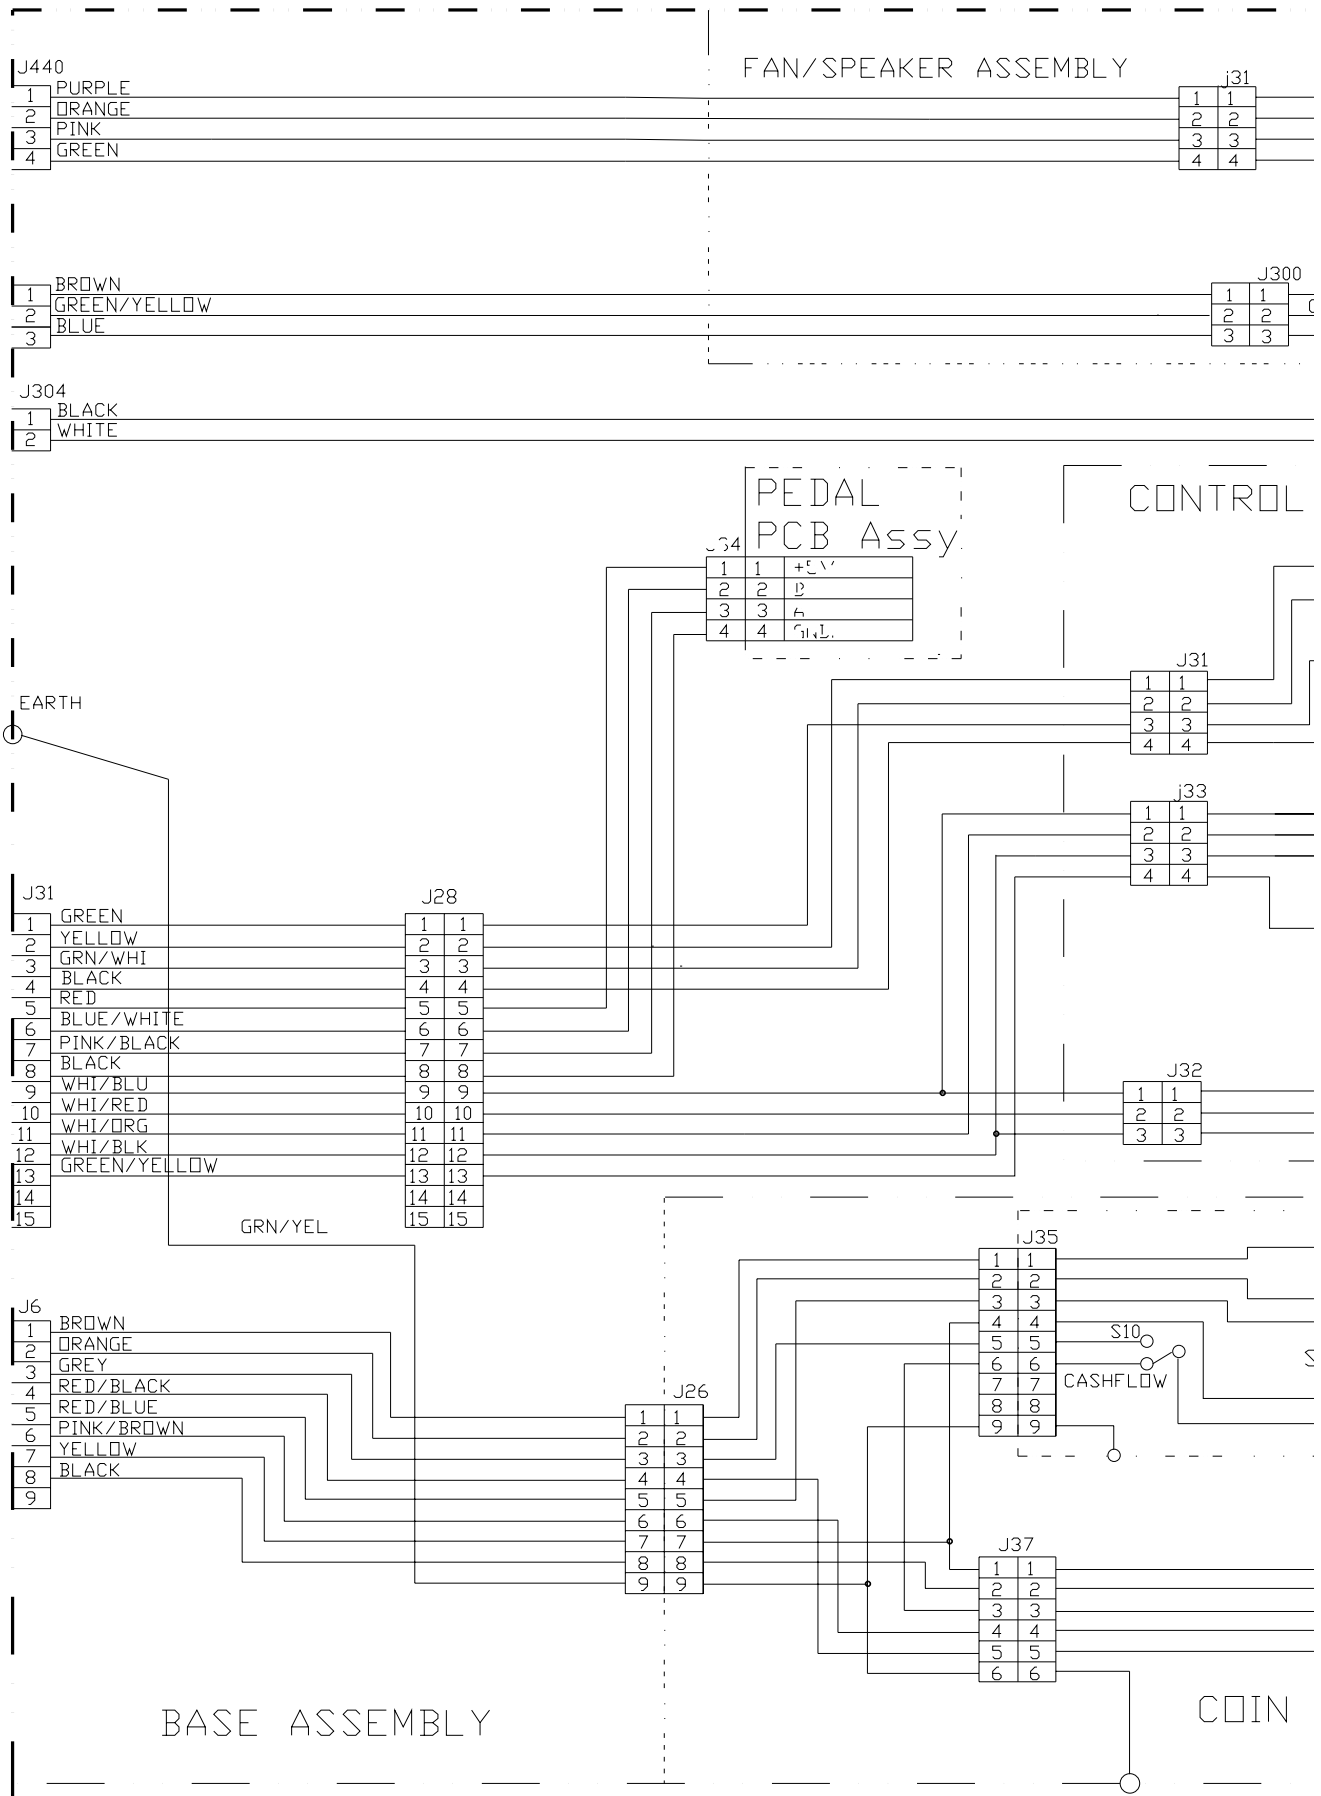 FAN/SPEAKER ASSEMBLY
J440
1 PURPLE
2 ORANGE
3 PINK
4 GREEN
j31
1 1
2 2
3 3
4 4
1 BROWN
2 GREEN/YELLOW
3 BLUE
J300
1 1
2 2
3 3
J304
1 BLACK
2 WHITE
PEDAL
PCB Assy
1 1
2 2
3 3
4 4
CONTROL
J31
1 1
2 2
3 3
4 4
EARTH
j33
1 1
2 2
3 3
4 4
J31
1 GREEN
2 YELLOW
3 GRN/WHI
4 BLACK
5 RED
6 BLUE/WHITE
7 PINK/BLACK
8 BLACK
9 WHI/BLU
10 WHI/RED
11 WHI/ORG
12 WHI/BLK
13 GREEN/YELLOW
14
15
J28
1 1
2 2
3 3
4 4
5 5
6 6
7 7
8 8
9 9
10 10
11 11
12 12
13 13
14 14
15 15
J32
1 1
2 2
3 3
GRN/YEL
J35
1 1
2 2
3 3
4 4
5 5
6 6
7 7
8 8
9 9
S10
CASHFLOW
J6
1 BROWN
2 ORANGE
3 GREY
4 RED/BLACK
5 RED/BLUE
6 PINK/BROWN
7 YELLOW
8 BLACK
9
J26
1 1
2 2
3 3
4 4
5 5
6 6
7 7
8 8
9 9
J37
1 1
2 2
3 3
4 4
5 5
6 6
BASE ASSEMBLY
COIN